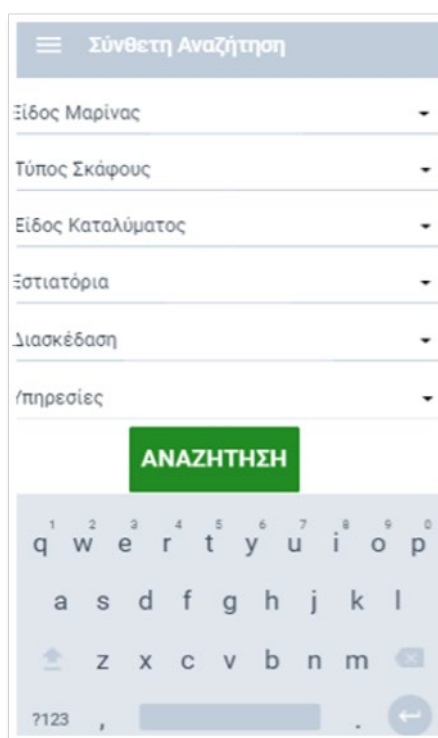 Σύνθετη Αναζήτηση
Είδος Μαρίνας
Τύπος Σκάφους
Είδος Καταλύματος
Εστιατόρια
Διασκέδαση
Υπηρεσίες
ΑΝΑΖΗΤΗΣΗ
1 2 3 4 5 6 7 8 9 0
q w e r t y u i o p
a s d f g h j k l
z x c v b n m
?123 , .